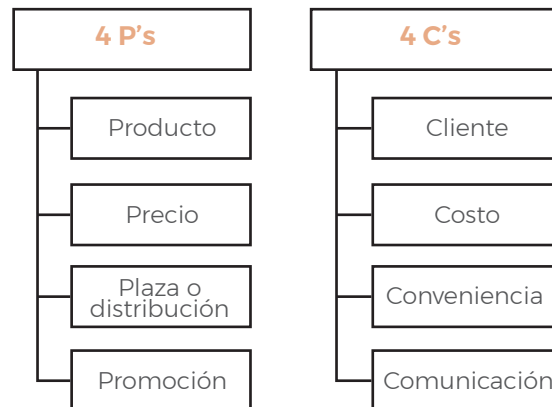 4 P’s
Producto
Precio
Plaza o
distribución
Promoción
4 C’s
Cliente
Costo
Conveniencia
Comunicación